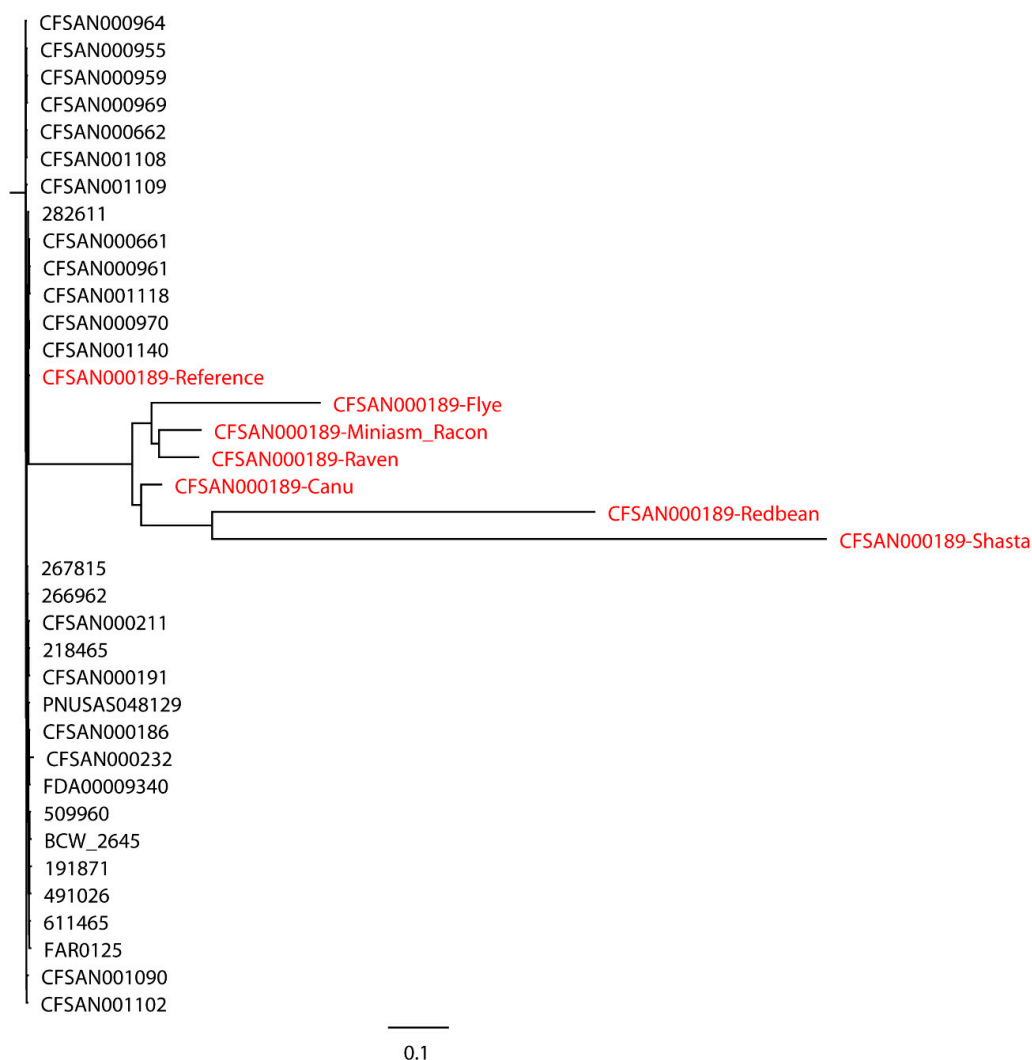 CFSAN000964
CFSAN000955
CFSAN000959
CFSAN000969
CFSAN000662
CFSAN001108
CFSAN001109
282611
CFSAN000661
CFSAN000961
CFSAN001118
CFSAN000970
CFSAN001140
CFSAN000189-Reference
CFSAN000189-Flye
CFSAN000189-Miniasm_Racon
CFSAN000189-Raven
CFSAN000189-Canu
CFSAN000189-Redbean
CFSAN000189-Shasta
267815
266962
CFSAN000211
218465
CFSAN000191
PNUSAS048129
CFSAN000186
CFSAN000232
FDA00009340
509960
BCW_2645
191871
491026
611465
FAR0125
CFSAN001090
CFSAN001102
0.1